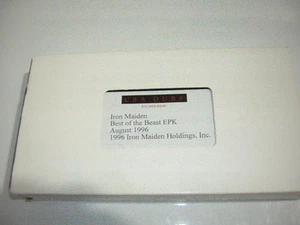 Iron Maiden
Best of the Beast EPK
August 1996
1996 Iron Maiden Holdings, Inc.